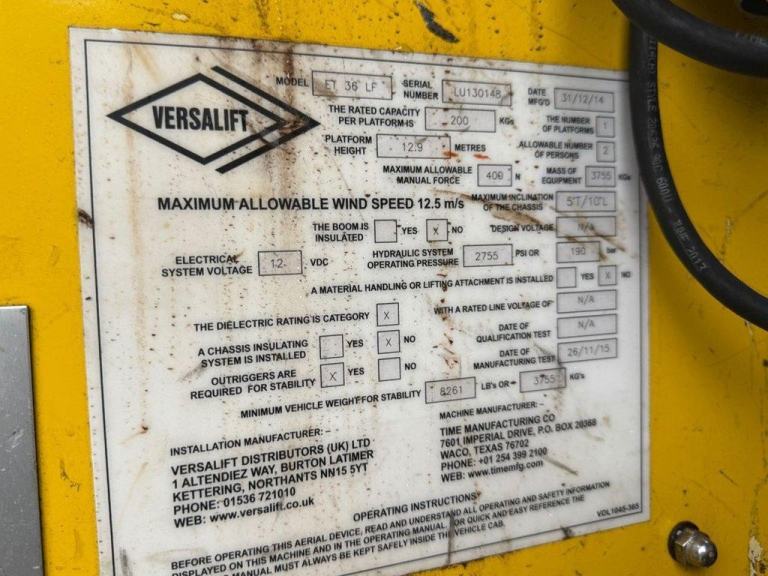 VERSALIFT
MODEL ET 36 LF SERIAL NUMBER LU130148 DATE MFG'D 31/12/14
THE RATED CAPACITY PER PLATFORM IS 200 KGs THE NUMBER OF PLATFORMS 1
PLATFORM HEIGHT 12.9 METRES ALLOWABLE NUMBER OF PERSONS 2
MAXIMUM ALLOWABLE MANUAL FORCE 400 N MASS OF EQUIPMENT 3755 KGs
MAXIMUM ALLOWABLE WIND SPEED 12.5 m/s MAXIMUM INCLINATION OF THE CHASSIS 5°T/10°L
THE BOOM IS INSULATED YES X NO DESIGN VOLTAGE N/A
ELECTRICAL SYSTEM VOLTAGE 12 VDC HYDRAULIC SYSTEM OPERATING PRESSURE 2755 PSI OR 190 bar
A MATERIAL HANDLING OR LIFTING ATTACHMENT IS INSTALLED YES X NO
THE DIELECTRIC RATING IS CATEGORY X WITH A RATED LINE VOLTAGE OF N/A
A CHASSIS INSULATING SYSTEM IS INSTALLED YES X NO DATE OF QUALIFICATION TEST N/A
OUTRIGGERS ARE REQUIRED FOR STABILITY X YES NO DATE OF MANUFACTURING TEST 26/11/15
MINIMUM VEHICLE WEIGHT FOR STABILITY 8261 LB's OR 3755 KG's
INSTALLATION MANUFACTURER: –
VERSALIFT DISTRIBUTORS (UK) LTD
1 ALTENDIEZ WAY, BURTON LATIMER
KETTERING, NORTHANTS NN15 5YT
PHONE: 01536 721010
WEB: www.versalift.co.uk
MACHINE MANUFACTURER: –
TIME MANUFACTURING CO
7601 IMPERIAL DRIVE, P.O. BOX 20368
WACO, TEXAS 76702
PHONE: +01 254 399 2100
WEB: www.timemfg.com
OPERATING INSTRUCTIONS
BEFORE OPERATING THIS AERIAL DEVICE, READ AND UNDERSTAND ALL OPERATING AND SAFETY INFORMATION
DISPLAYED ON THIS MACHINE AND IN THE OPERATING MANUAL. FOR QUICK AND EASY REFERENCE THE
MANUAL MUST ALWAYS BE KEPT SAFELY INSIDE THE VEHICLE CAB.
VDL1045-365
JUNE 2013